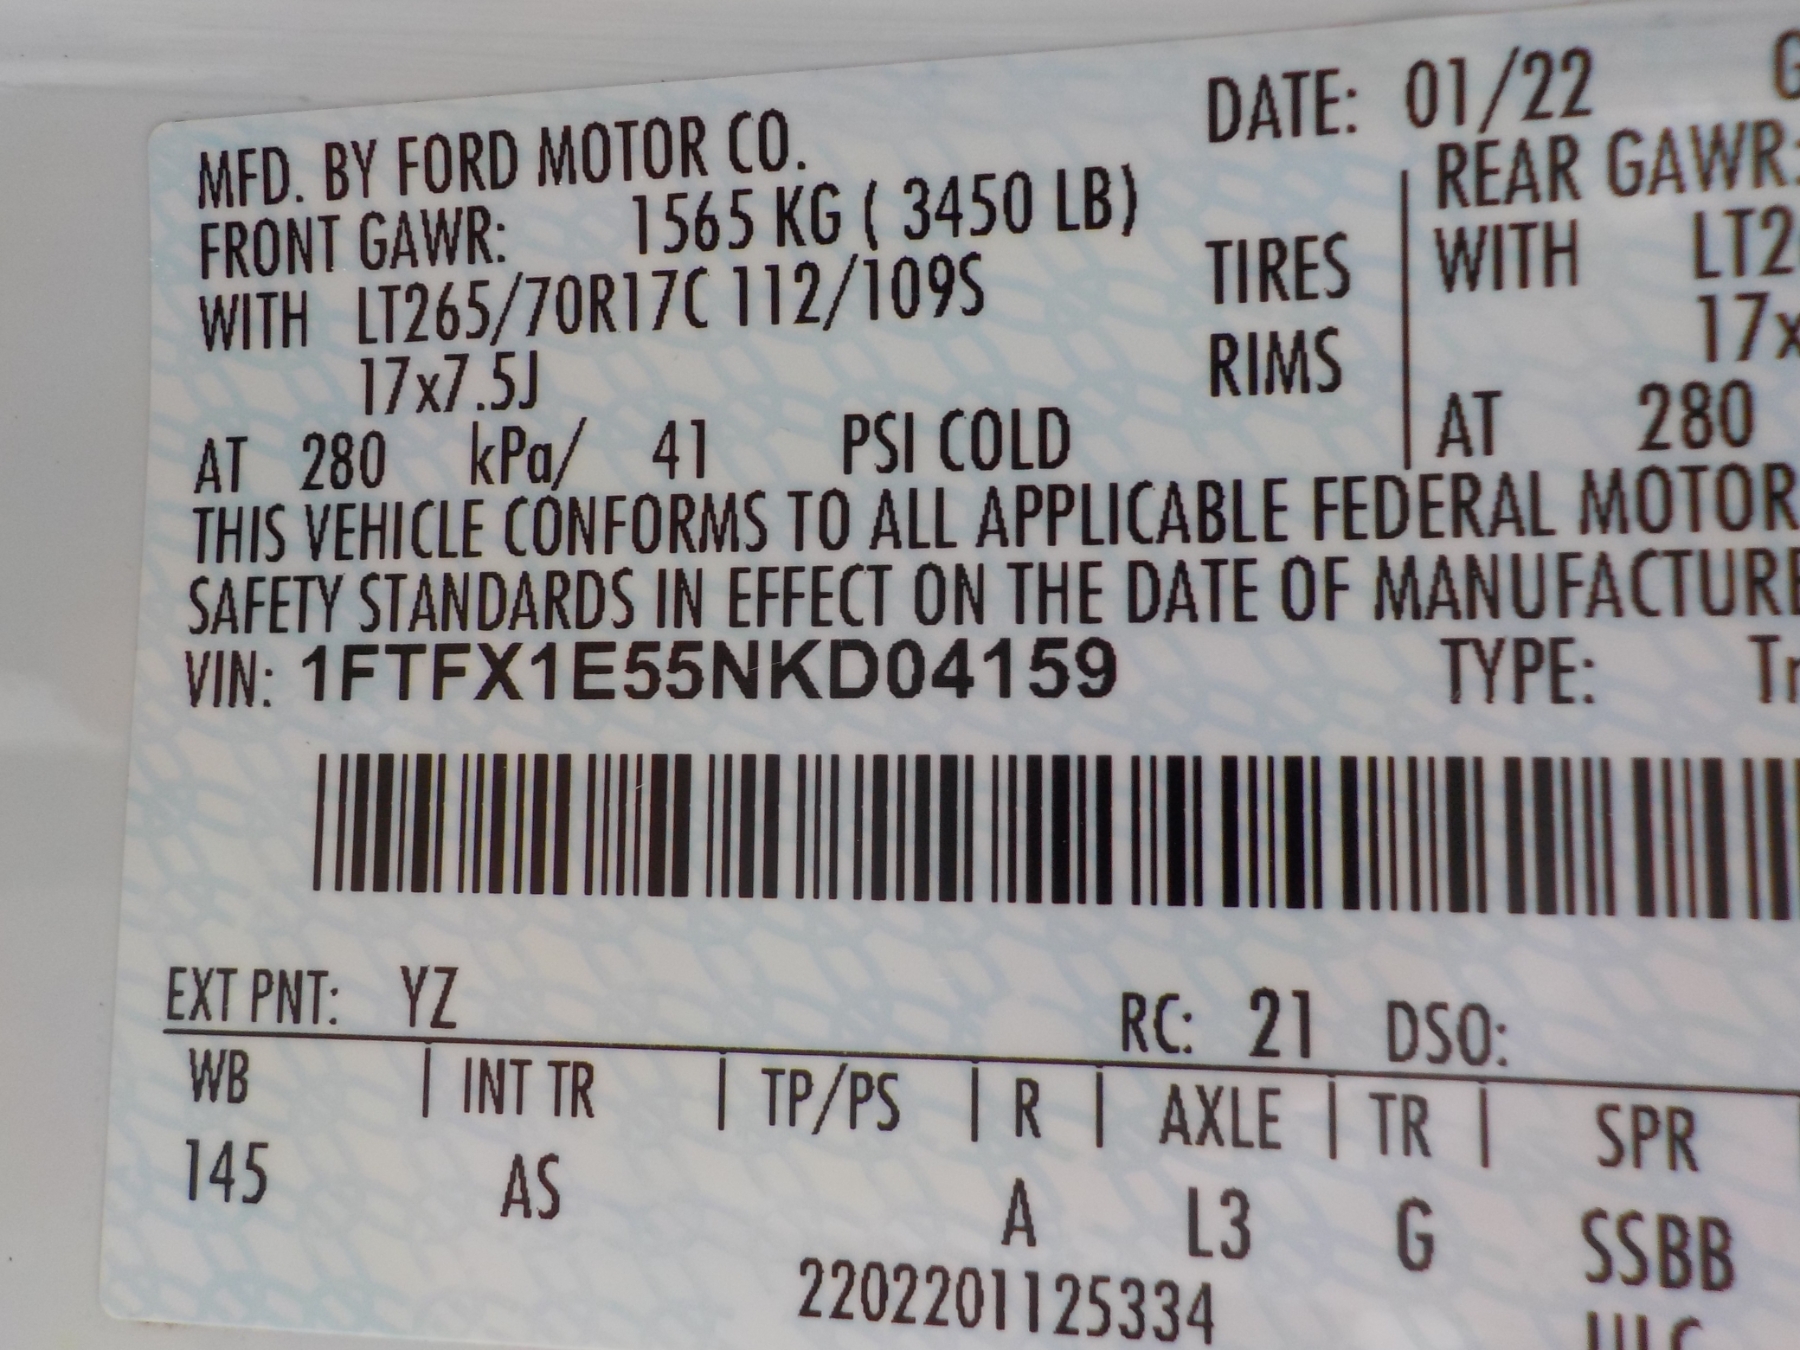 MFD. BY FORD MOTOR CO. DATE: 01/22 G
FRONT GAWR: 1565 KG ( 3450 LB) REAR GAWR:
WITH LT265/70R17C 112/109S TIRES WITH LT2
17x7.5J RIMS 17x
AT 280 kPa/ 41 PSI COLD AT 280
THIS VEHICLE CONFORMS TO ALL APPLICABLE FEDERAL MOTOR
SAFETY STANDARDS IN EFFECT ON THE DATE OF MANUFACTURE
VIN: 1FTFX1E55NKD04159 TYPE: Tr
EXT PNT: YZ RC: 21 DSO:
WB | INT TR | TP/PS | R | AXLE | TR | SPR
145 AS A L3 G SSBB
2202201125334